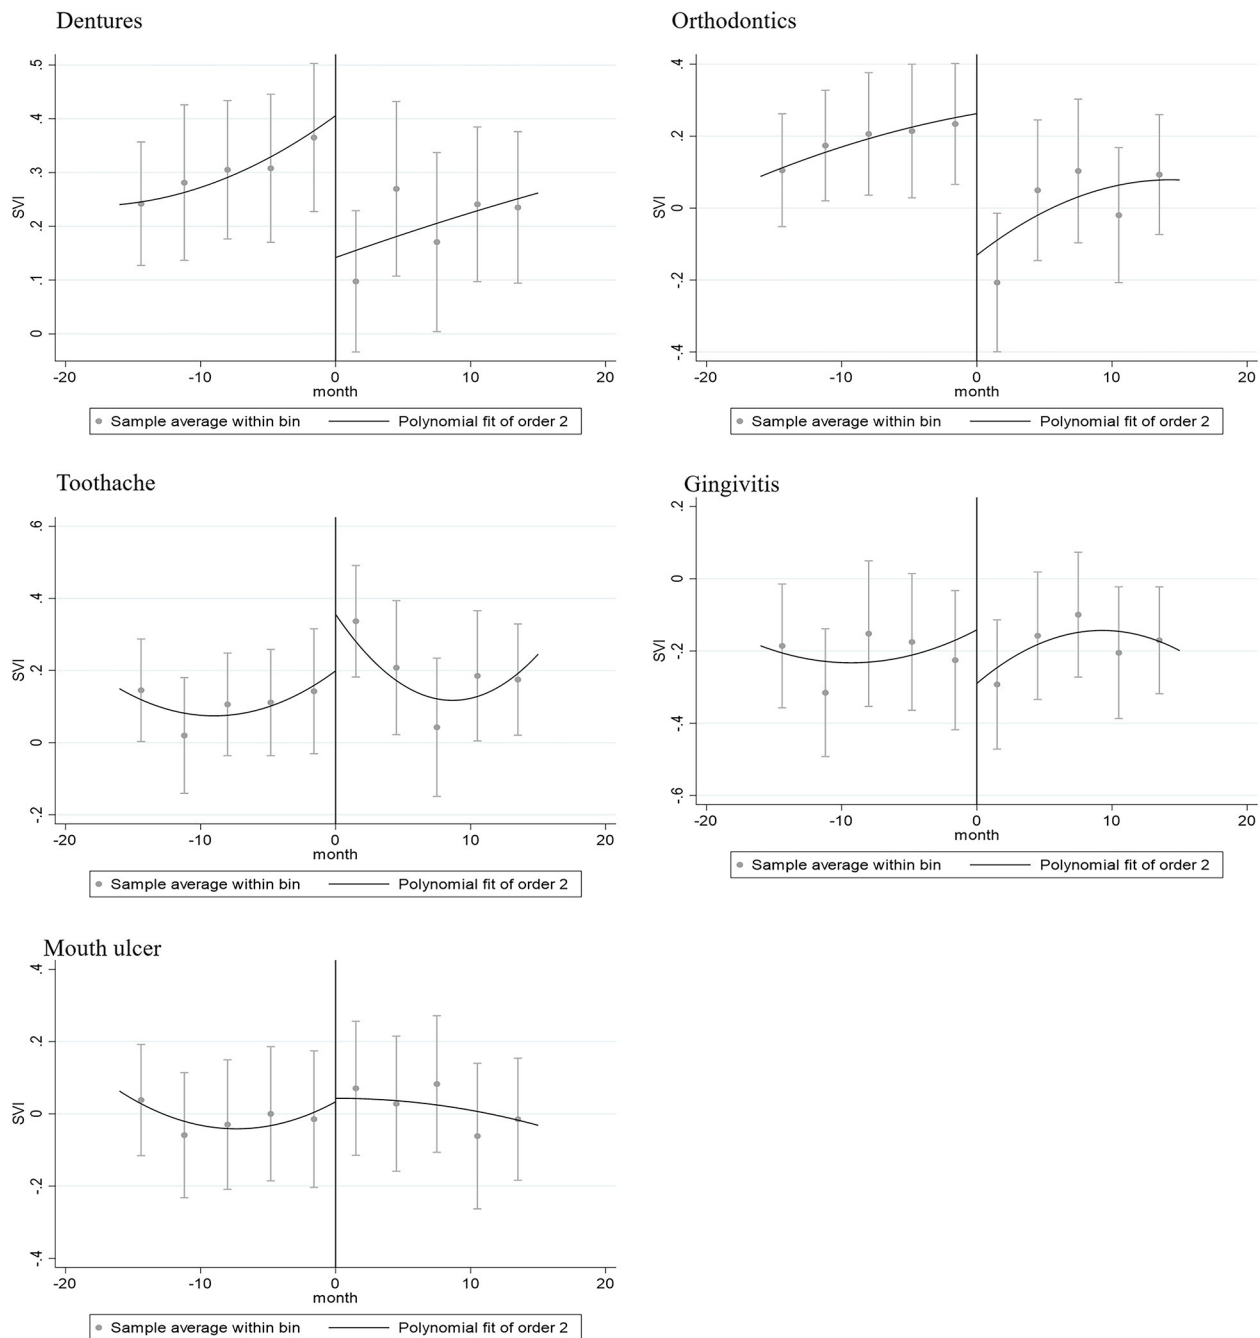 Dentures
.5
.4
.3
.2
.1
0
SVI
-20 -10 0 10 20
month
Sample average within bin Polynomial fit of order 2
Orthodontics
.4
.2
0
-.2
-.4
SVI
-20 -10 0 10 20
month
Sample average within bin Polynomial fit of order 2
Toothache
.6
.4
.2
0
-.2
SVI
-20 -10 0 10 20
month
Sample average within bin Polynomial fit of order 2
Gingivitis
.2
0
-.2
-.4
-.6
SVI
-20 -10 0 10 20
month
Sample average within bin Polynomial fit of order 2
Mouth ulcer
.4
.2
0
-.2
-.4
SVI
-20 -10 0 10 20
month
Sample average within bin Polynomial fit of order 2